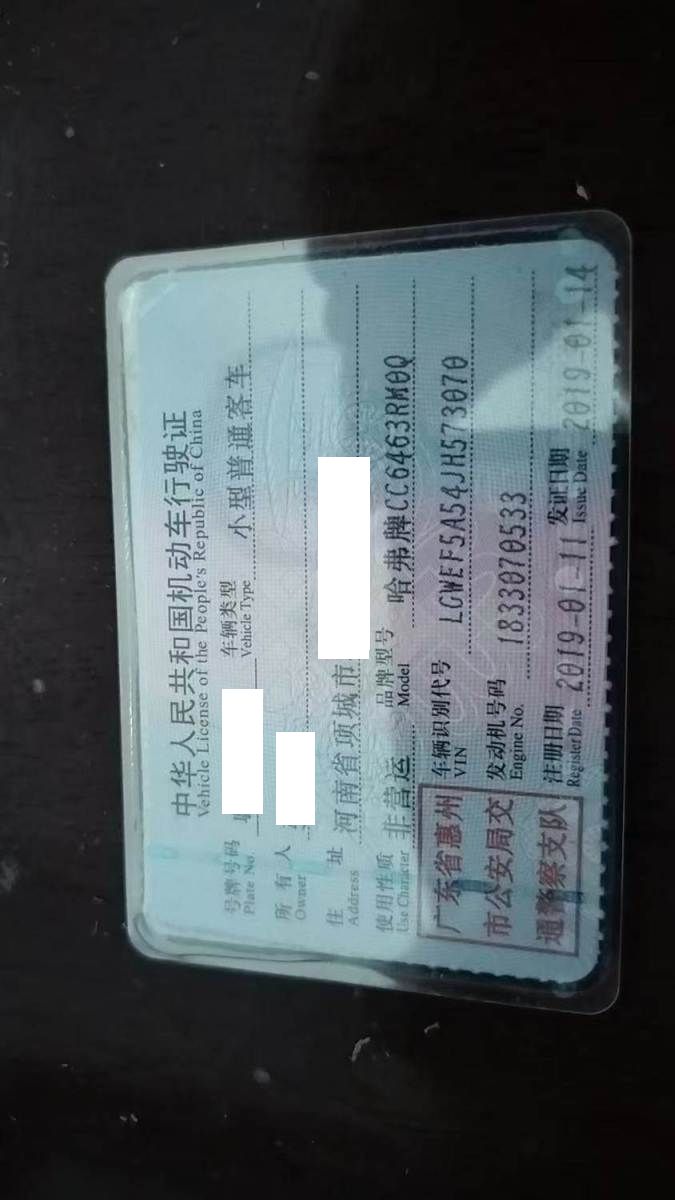 中华人民共和国机动车行驶证
Vehicle License of the People's Republic of China
号牌号码 车辆类型 小型普通客车
Plate No. Vehicle Type
所有人
Owner
住址 河南省项城市
Address
使用性质 非营运 品牌型号 哈弗牌CC6463RM0Q
Use Character Model
广东省惠州
市公安局交
通警察支队
车辆识别代号 LGWEF5A54JH573070
VIN
发动机号码 1833070533
Engine No.
注册日期 2019-01-11 发证日期 2019-01-14
Register Date Issue Date